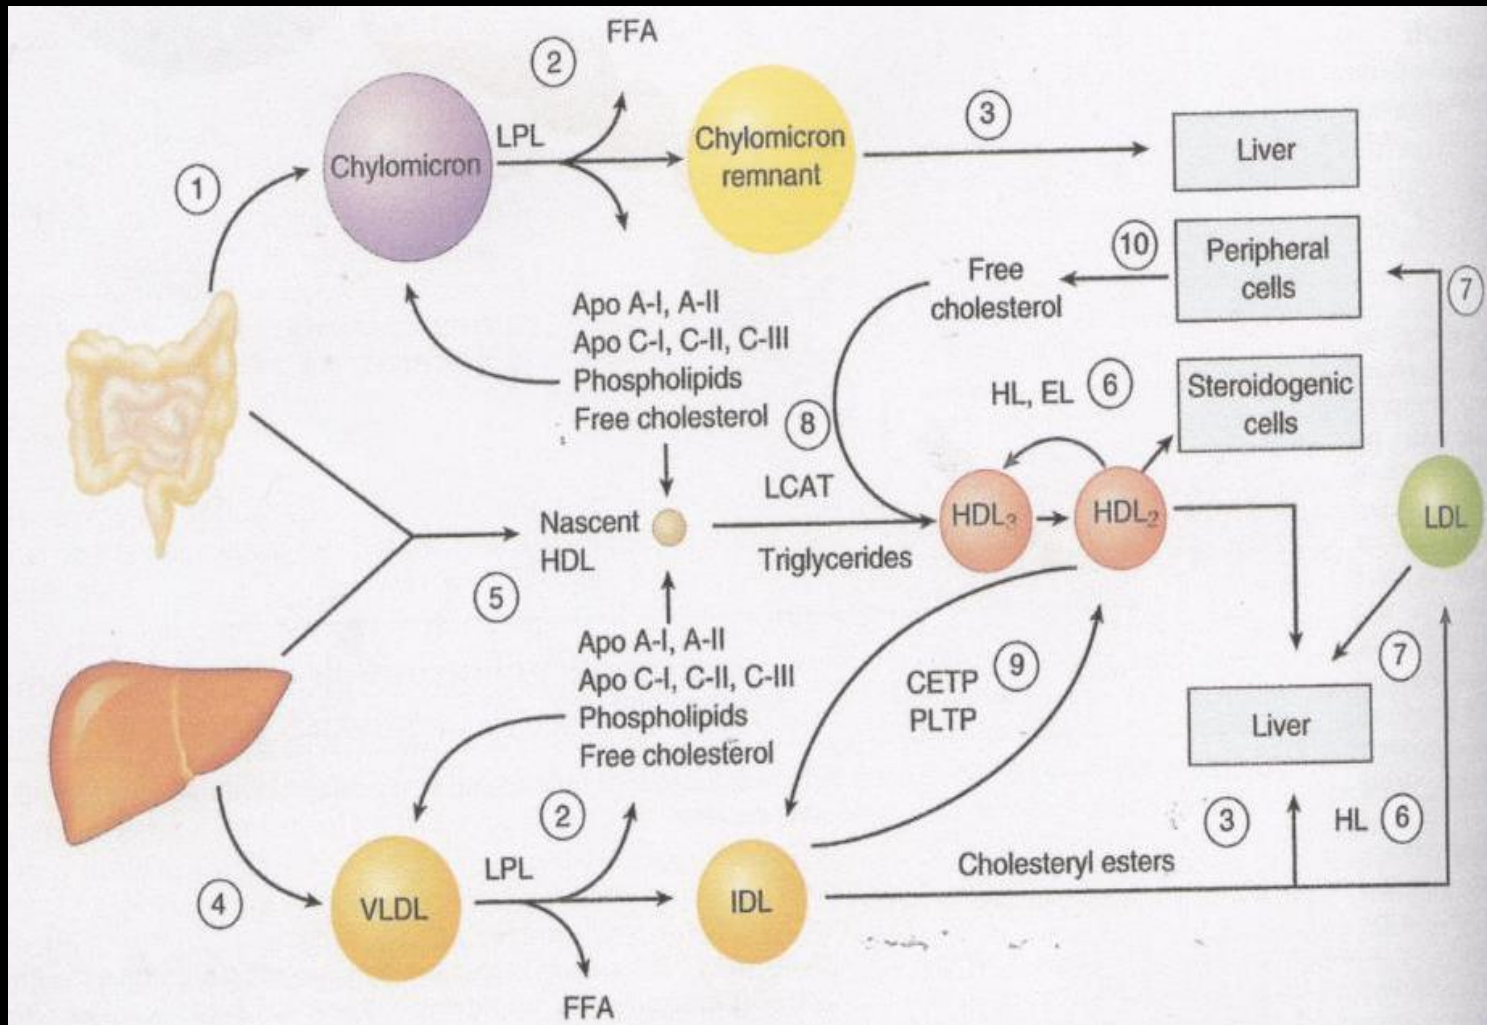 FFA
2
Chylomicron
LPL
Chylomicron
remnant
3
Liver
1
Apo A-I, A-II
Apo C-I, C-II, C-III
Phospholipids
Free cholesterol
Free
cholesterol
10
Peripheral
cells
7
HL, EL 6
Steroidogenic
cells
8
LCAT
Nascent
HDL
Triglycerides
HDL₃
HDL₂
LDL
5
Apo A-I, A-II
Apo C-I, C-II, C-III
Phospholipids
Free cholesterol
CETP
PLTP
9
7
Liver
4
VLDL
LPL
2
IDL
Cholesteryl esters
3
HL 6
FFA